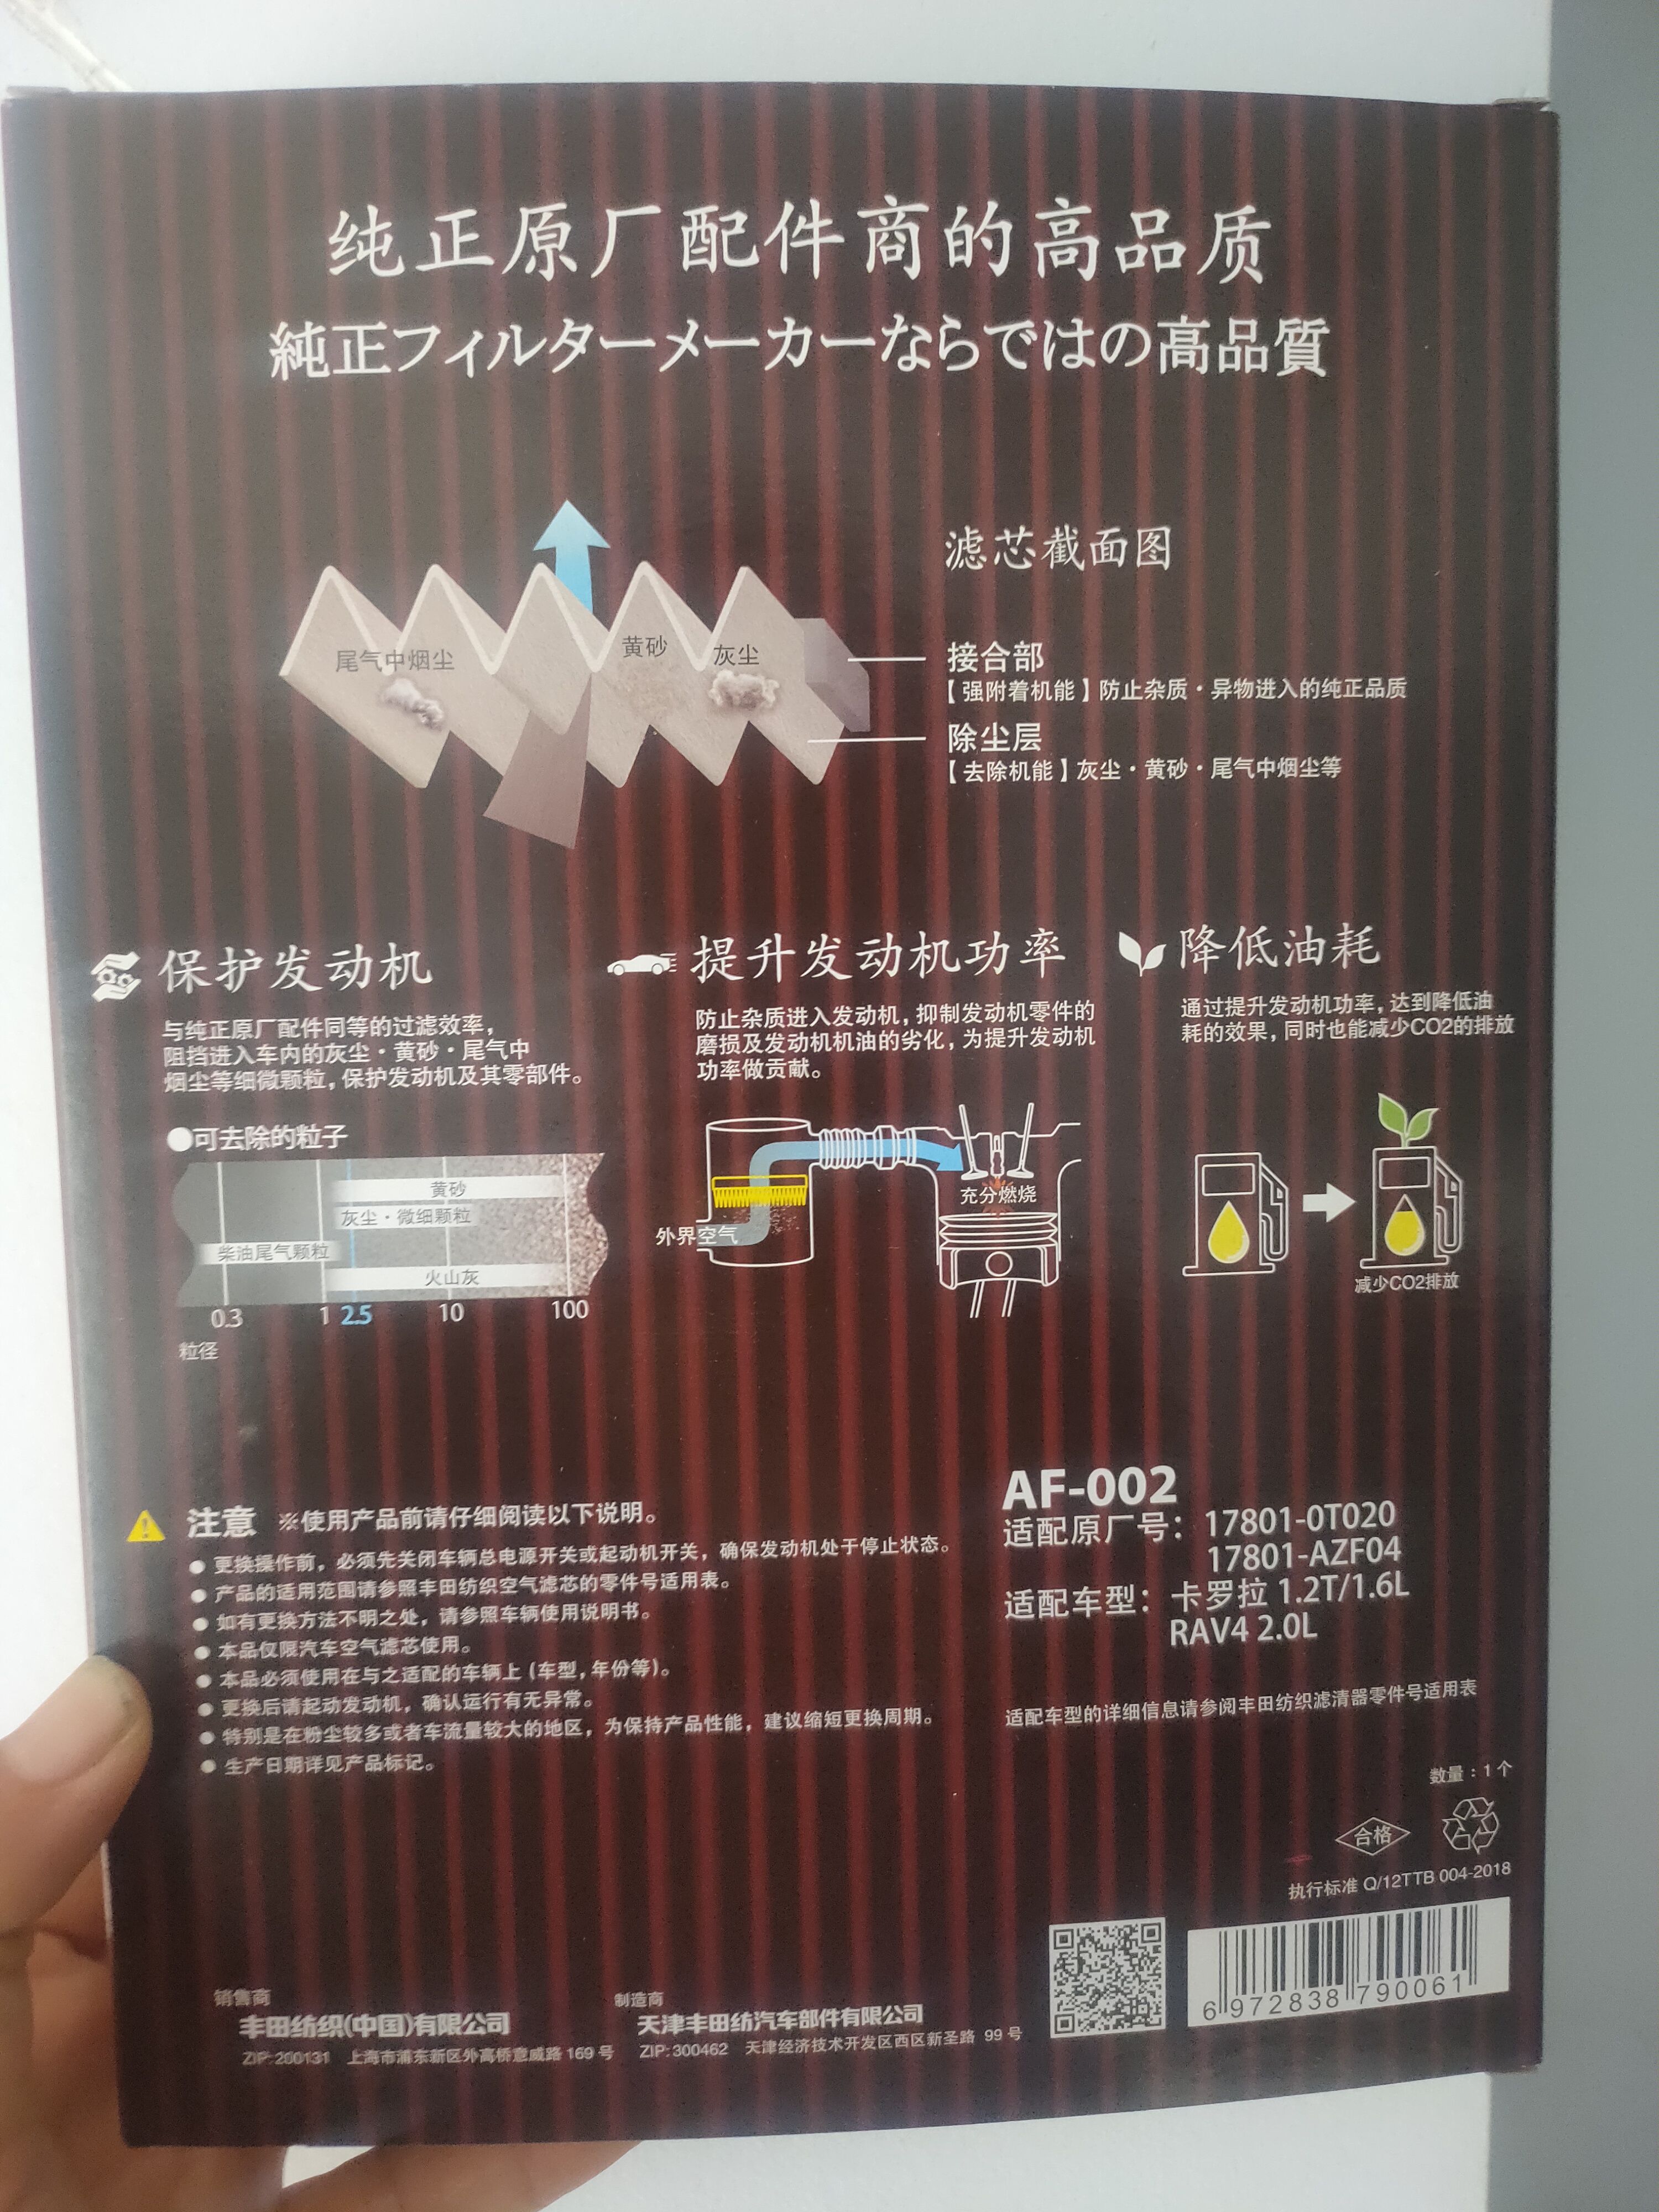 纯正原厂配件商的高品质
純正フィルターメーカーならではの高品質
滤芯截面图
尾气中烟尘
黄砂
灰尘
接合部
【强附着机能】防止杂质・异物进入的纯正品质
除尘层
【去除机能】灰尘・黄砂・尾气中烟尘等
保护发动机
与纯正原厂配件同等的过滤效率，
阻挡进入车内的灰尘・黄砂・尾气中
烟尘等细微颗粒，保护发动机及其零部件。
●可去除的粒子
黄砂
灰尘・微细颗粒
柴油尾气颗粒
火山灰
0.3 1 2.5 10 100
粒径
提升发动机功率
防止杂质进入发动机，抑制发动机零件的
磨损及发动机机油的劣化，为提升发动机
功率做贡献。
外界空气
充分燃烧
降低油耗
通过提升发动机功率，达到降低油
耗的效果，同时也能减少CO2的排放
减少CO2排放
注意 ※使用产品前请仔细阅读以下说明。
● 更换操作前，必须先关闭车辆总电源开关或起动机开关，确保发动机处于停止状态。
● 产品的适用范围请参照丰田纺织空气滤芯的零件号适用表。
● 如有更换方法不明之处，请参照车辆使用说明书。
● 本品仅限汽车空气滤芯使用。
● 本品必须使用在与之适配的车辆上（车型，年份等）。
● 更换后请起动发动机，确认运行有无异常。
● 特别是在粉尘较多或者车流量较大的地区，为保持产品性能，建议缩短更换周期。
● 生产日期详见产品标记。
AF-002
适配原厂号：17801-0T020
17801-AZF04
适配车型：卡罗拉 1.2T/1.6L
RAV4 2.0L
适配车型的详细信息请参阅丰田纺织滤清器零件号适用表
数量：1个
合格
执行标准 Q/12TTB 004-2018
6 972838 790061
销售商
丰田纺织(中国)有限公司
ZIP:200131 上海市浦东新区外高桥意威路 169 号
制造商
天津丰田纺汽车部件有限公司
ZIP:300462 天津经济技术开发区西区新圣路 99 号